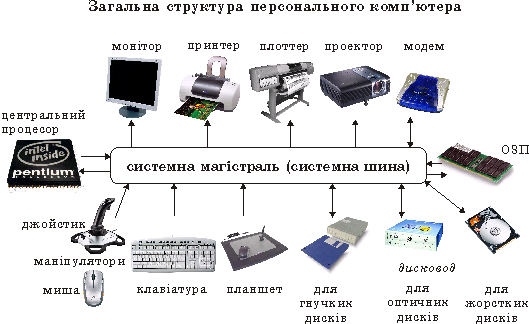 Загальна структура персонального комп'ютера
монітор
принтер
плоттер
проектор
модем
центральний
процесор
intel
inside
pentium
системна магістраль (системна шина)
ОЗП
джойстик
маніпулятори
миша
клавіатура
планшет
для
гнучких
дисків
дисковод
для
оптичних
дисків
для
жорстких
дисків